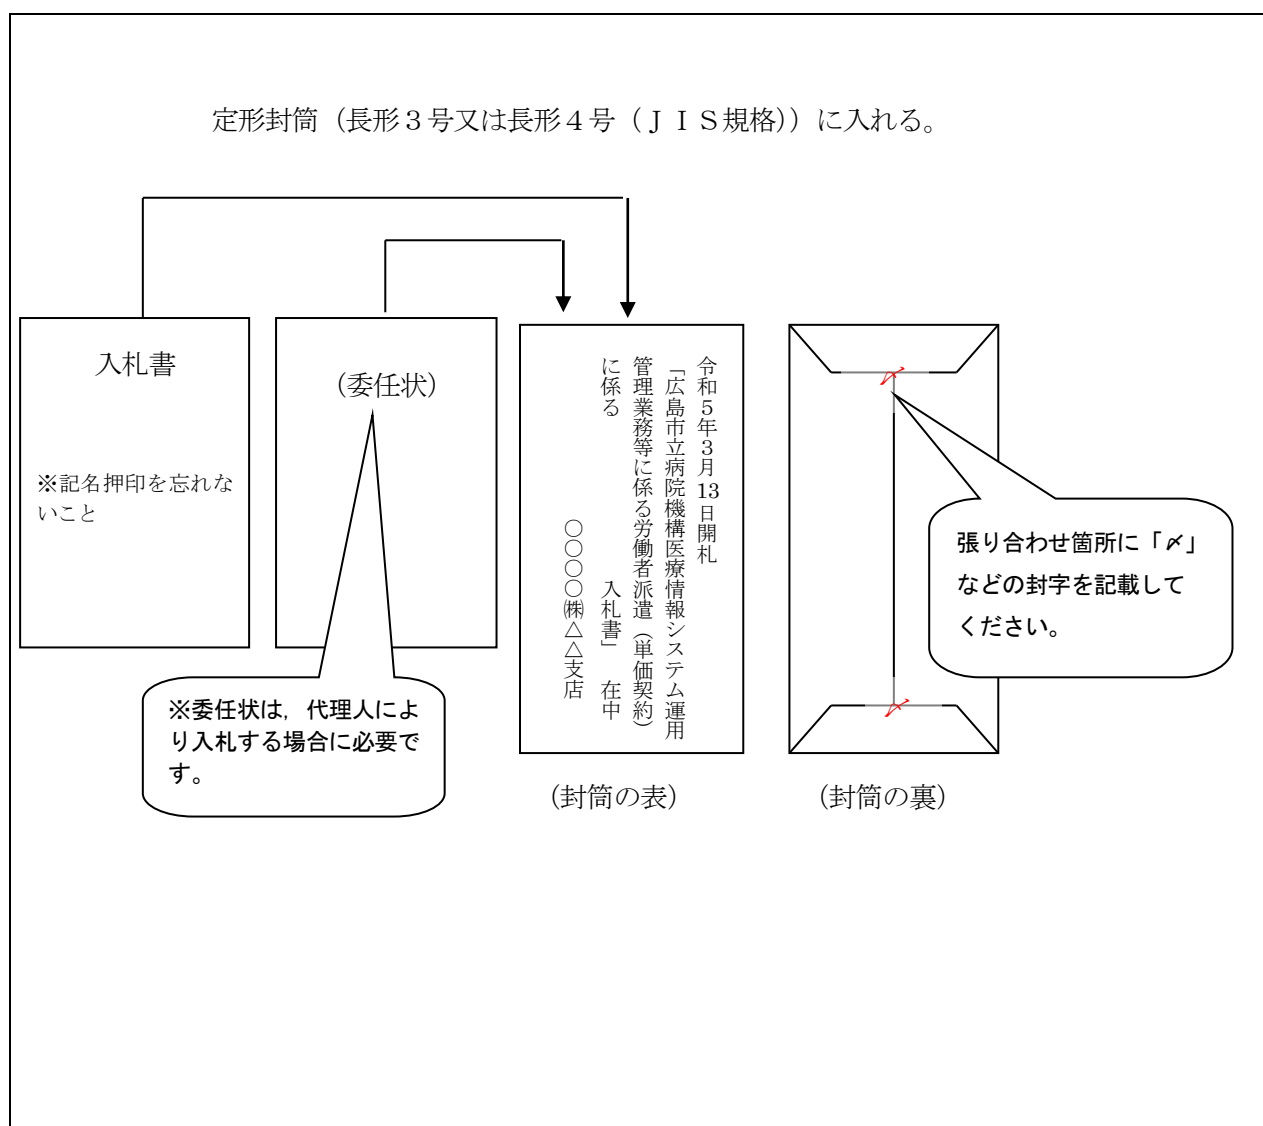 定形封筒（長形３号又は長形４号（ＪＩＳ規格））に入れる。
入札書
※記名押印を忘れな
いこと
（委任状）
※委任状は，代理人によ
り入札する場合に必要で
す。
令和５年３月13日開札
「広島市立病院機構医療情報システム運用
管理業務等に係る労働者派遣（単価契約）
に係る　入札書」　在中
〇〇〇〇㈱△△支店
（封筒の表）
〆
張り合わせ箇所に「〆」
などの封字を記載して
ください。
〆
（封筒の裏）